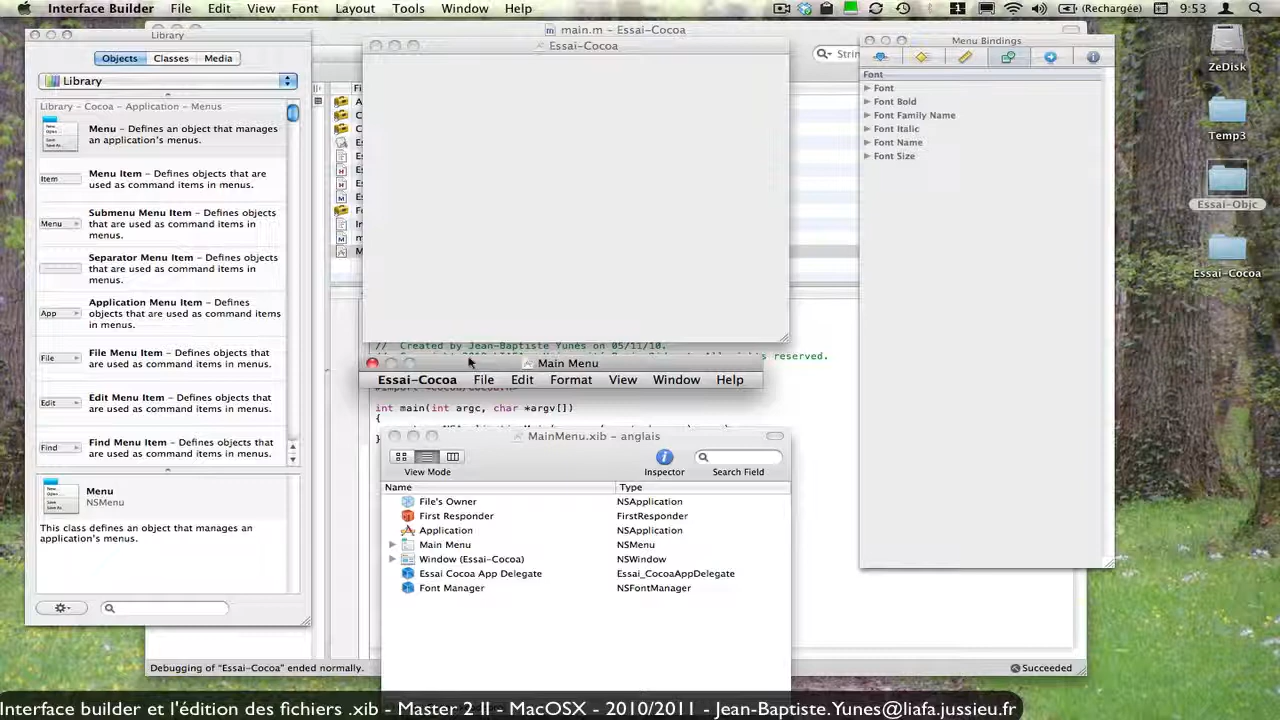 Interface Builder File Edit View Font Layout Tools Window Help
(Rechargée) 9:53
Library
Objects Classes Media
Library
Library – Cocoa – Application – Menus
Menu – Defines an object that manages
an application's menus.
Item
Menu Item – Defines objects that are
used as command items in menus.
Menu
Submenu Menu Item – Defines objects
that are used as command items in
menus.
Separator Menu Item – Defines objects
that are used as command items in
menus.
App
Application Menu Item – Defines
objects that are used as command items
in menus.
File
File Menu Item – Defines objects that
are used as command items in menus.
Edit
Edit Menu Item – Defines objects that
are used as command items in menus.
Find
Find Menu Item – Defines objects that
are used as command items in menus.
Menu
NSMenu
This class defines an object that manages an
application's menus.
main.m – Essai-Cocoa
Essai-Cocoa
// Created by Jean-Baptiste Yunès on 05/11/10.
All rights reserved.
Main Menu
Essai-Cocoa File Edit Format View Window Help
int main(int argc, char *argv[])
{
MainMenu.xib – anglais
View Mode Inspector Search Field
Name Type
File's Owner NSApplication
First Responder FirstResponder
Application NSApplication
Main Menu NSMenu
Window (Essai-Cocoa) NSWindow
Essai Cocoa App Delegate Essai_CocoaAppDelegate
Font Manager NSFontManager
Menu Bindings
Font
Font
Font Bold
Font Family Name
Font Italic
Font Name
Font Size
ZeDisk
Temp3
Essai-Objc
Essai-Cocoa
Debugging of "Essai-Cocoa" ended normally. Succeeded
Interface builder et l'édition des fichiers .xib - Master 2 II - MacOSX - 2010/2011 - Jean-Baptiste.Yunes@liafa.jussieu.fr